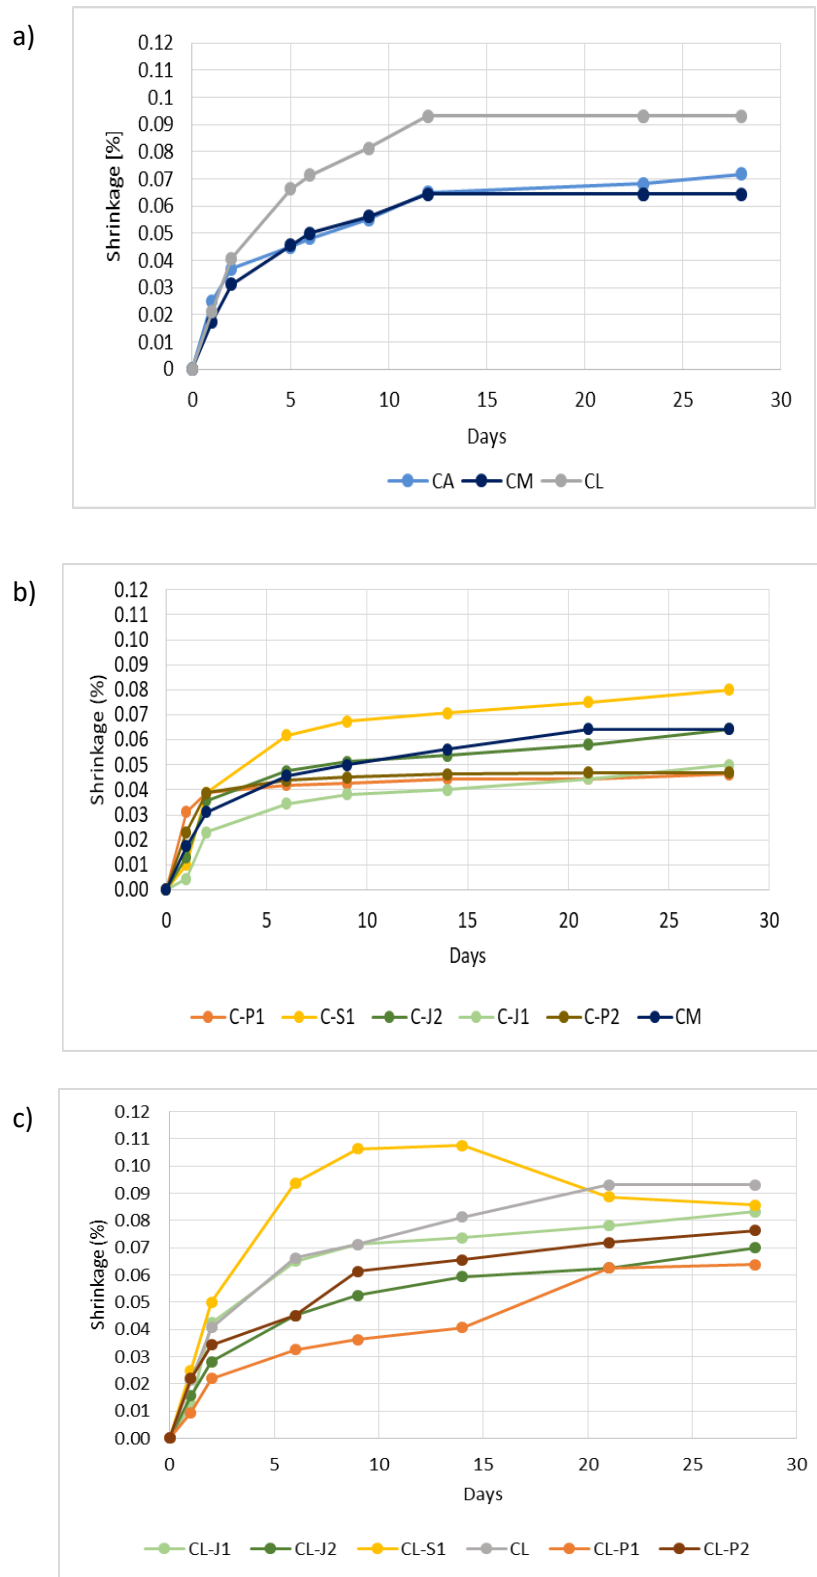 a)
0.12
0.11
0.1
0.09
0.08
0.07
0.06
0.05
0.04
0.03
0.02
0.01
0
Shrinkage [%]
0 5 10 15 20 25 30
Days
CA CM CL
b)
0.12
0.11
0.10
0.09
0.08
0.07
0.06
0.05
0.04
0.03
0.02
0.01
0.00
Shrinkage (%)
0 5 10 15 20 25 30
Days
C-P1 C-S1 C-J2 C-J1 C-P2 CM
c)
0.12
0.11
0.10
0.09
0.08
0.07
0.06
0.05
0.04
0.03
0.02
0.01
0.00
Shrinkage (%)
0 5 10 15 20 25 30
Days
CL-J1 CL-J2 CL-S1 CL CL-P1 CL-P2